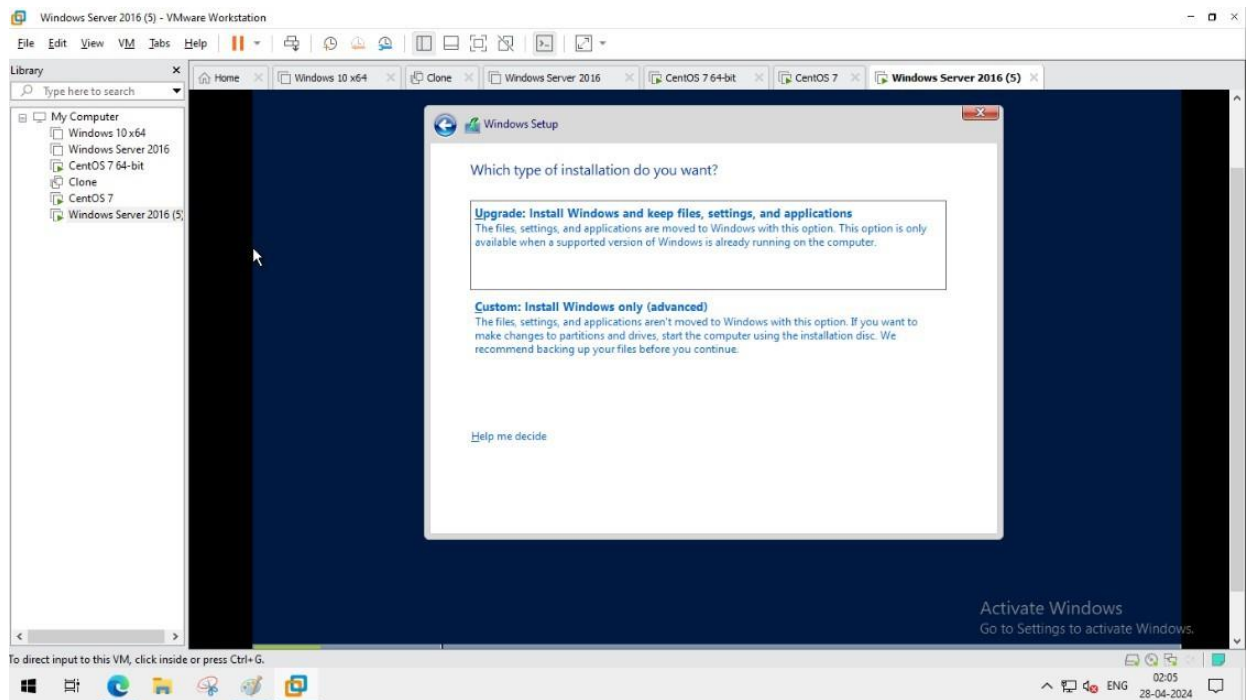 Windows Server 2016 (5) - VMware Workstation
File Edit View VM Tabs Help
Library
Type here to search
My Computer
Windows 10 x64
Windows Server 2016
CentOS 7 64-bit
Clone
CentOS 7
Windows Server 2016 (5)
Home
Windows 10 x64
Clone
Windows Server 2016
CentOS 7 64-bit
CentOS 7
Windows Server 2016 (5)
Windows Setup
Which type of installation do you want?
Upgrade: Install Windows and keep files, settings, and applications
The files, settings, and applications are moved to Windows with this option. This option is only
available when a supported version of Windows is already running on the computer.
Custom: Install Windows only (advanced)
The files, settings, and applications aren't moved to Windows with this option. If you want to
make changes to partitions and drives, start the computer using the installation disc. We
recommend backing up your files before you continue.
Help me decide
Activate Windows
Go to Settings to activate Windows.
To direct input to this VM, click inside or press Ctrl+G.
ENG
02:05
28-04-2024